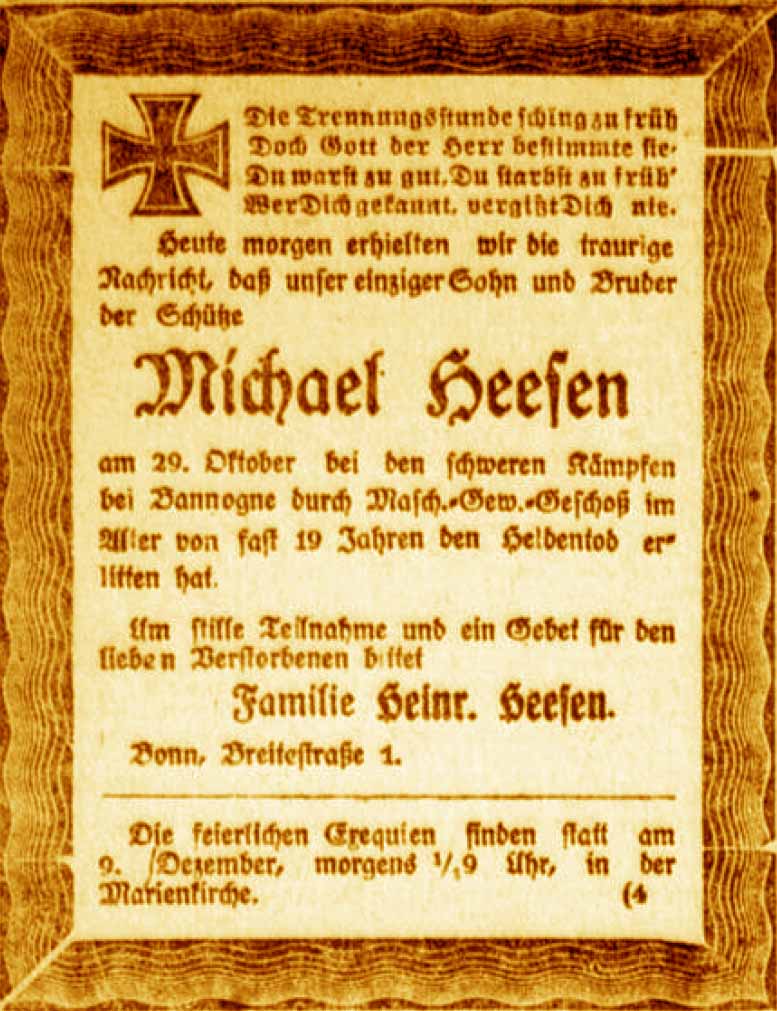 Die Trennungsstunde schlug zu früh
Doch Gott der Herr bestimmte sie.
Du warst zu gut, Du starbst zu früh'
Wer Dich gekannt, vergißt Dich nie.
Heute morgen erhielten wir die traurige
Nachricht, daß unser einziger Sohn und Bruder
der Schütze
Michael Heesen
am 29. Oktober bei den schweren Kämpfen
bei Bannogne durch Masch.-Gew.-Geschoß im
Alter von fast 19 Jahren den Heldentod er-
litten hat.
Um stille Teilnahme und ein Gebet für den
lieben Verstorbenen bittet
Familie Heinr. Heesen.
Bonn, Breitestraße 1.
Die feierlichen Exequien finden statt am
9. Dezember, morgens ½9 Uhr, in der
Marienkirche. (4